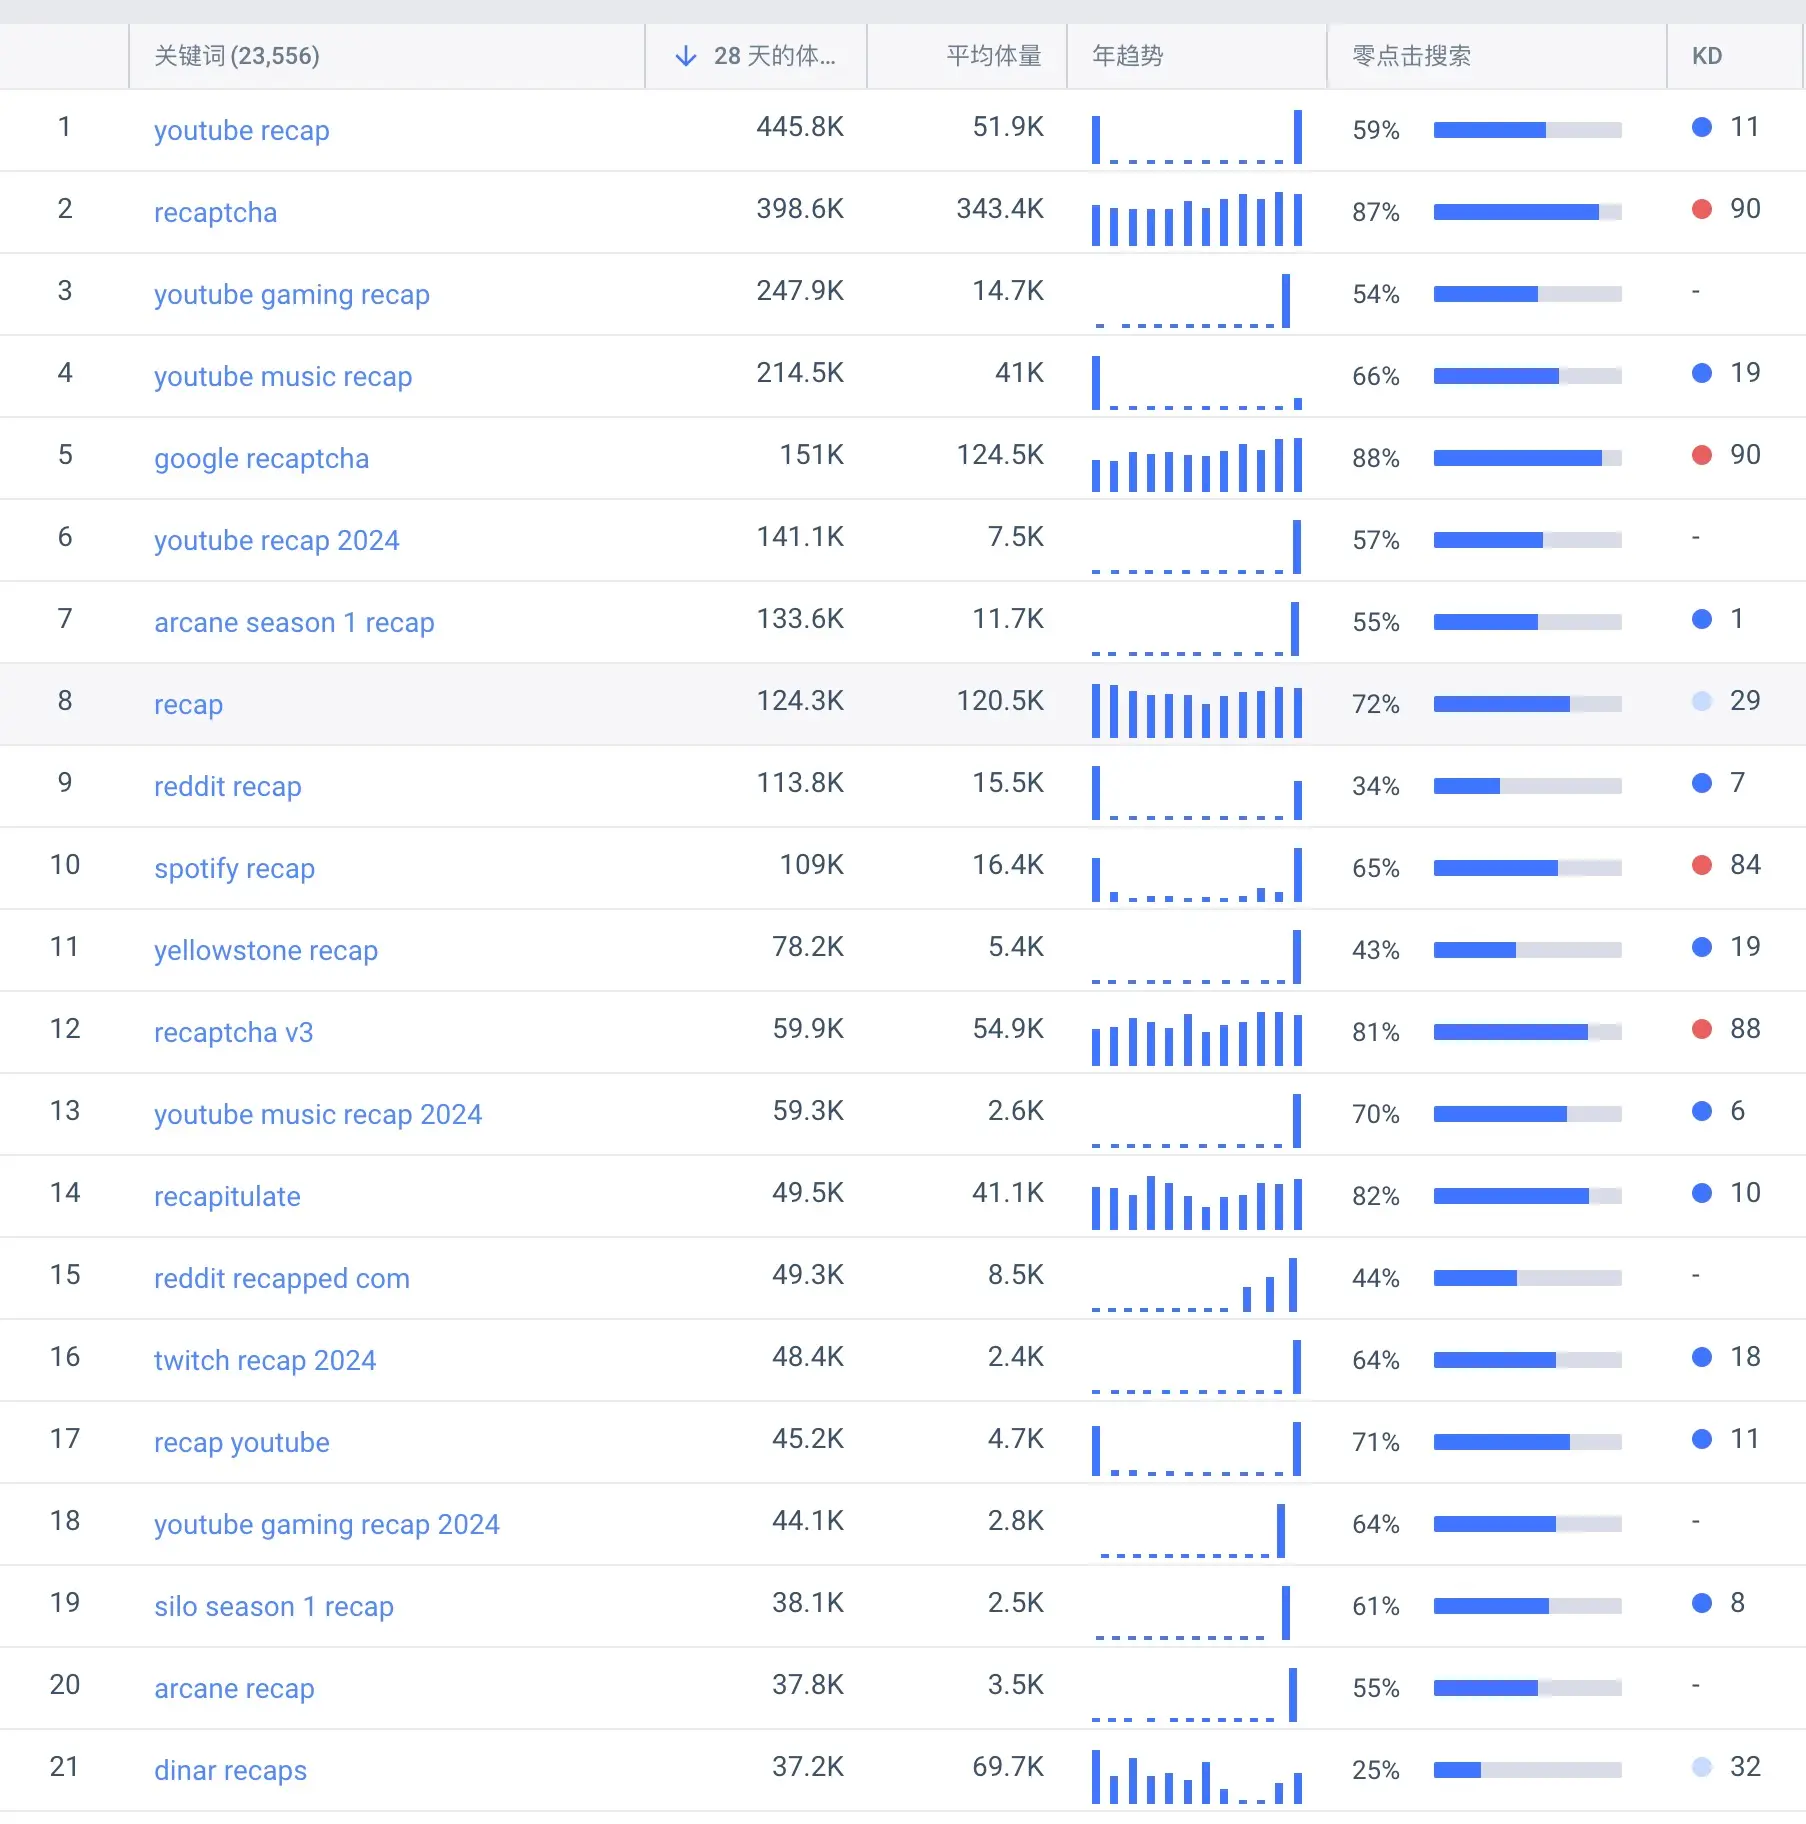 关键词 (23,556) ↓ 28 天的体... 平均体量 年趋势 零点击搜索 KD
1 youtube recap 445.8K 51.9K 59% 11
2 recaptcha 398.6K 343.4K 87% 90
3 youtube gaming recap 247.9K 14.7K 54% -
4 youtube music recap 214.5K 41K 66% 19
5 google recaptcha 151K 124.5K 88% 90
6 youtube recap 2024 141.1K 7.5K 57% -
7 arcane season 1 recap 133.6K 11.7K 55% 1
8 recap 124.3K 120.5K 72% 29
9 reddit recap 113.8K 15.5K 34% 7
10 spotify recap 109K 16.4K 65% 84
11 yellowstone recap 78.2K 5.4K 43% 19
12 recaptcha v3 59.9K 54.9K 81% 88
13 youtube music recap 2024 59.3K 2.6K 70% 6
14 recapitulate 49.5K 41.1K 82% 10
15 reddit recapped com 49.3K 8.5K 44% -
16 twitch recap 2024 48.4K 2.4K 64% 18
17 recap youtube 45.2K 4.7K 71% 11
18 youtube gaming recap 2024 44.1K 2.8K 64% -
19 silo season 1 recap 38.1K 2.5K 61% 8
20 arcane recap 37.8K 3.5K 55% -
21 dinar recaps 37.2K 69.7K 25% 32